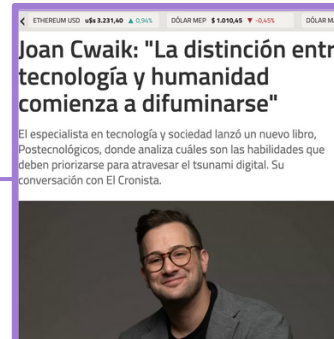 ETHEREUM USD u$s 3.231,40 ▲ 0,94% DÓLAR MEP $ 1.010,45 ▼ -0,45% DÓLAR
Joan Cwaik: "La distinción
tecnología y humanidad
comienza a difuminarse"
El especialista en tecnología y sociedad lanzó un nuevo libro,
Postecnológicos, donde analiza cuáles son las habilidades que
deben priorizarse para atravesar el tsunami digital. Su
conversación con El Cronista.